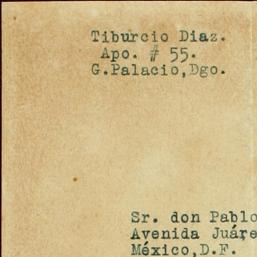 Tiburcio Diaz.
Apo. # 55.
G.Palacio,Dgo.
Sr. don Pablo
Avenida Juáre
México,D.F.